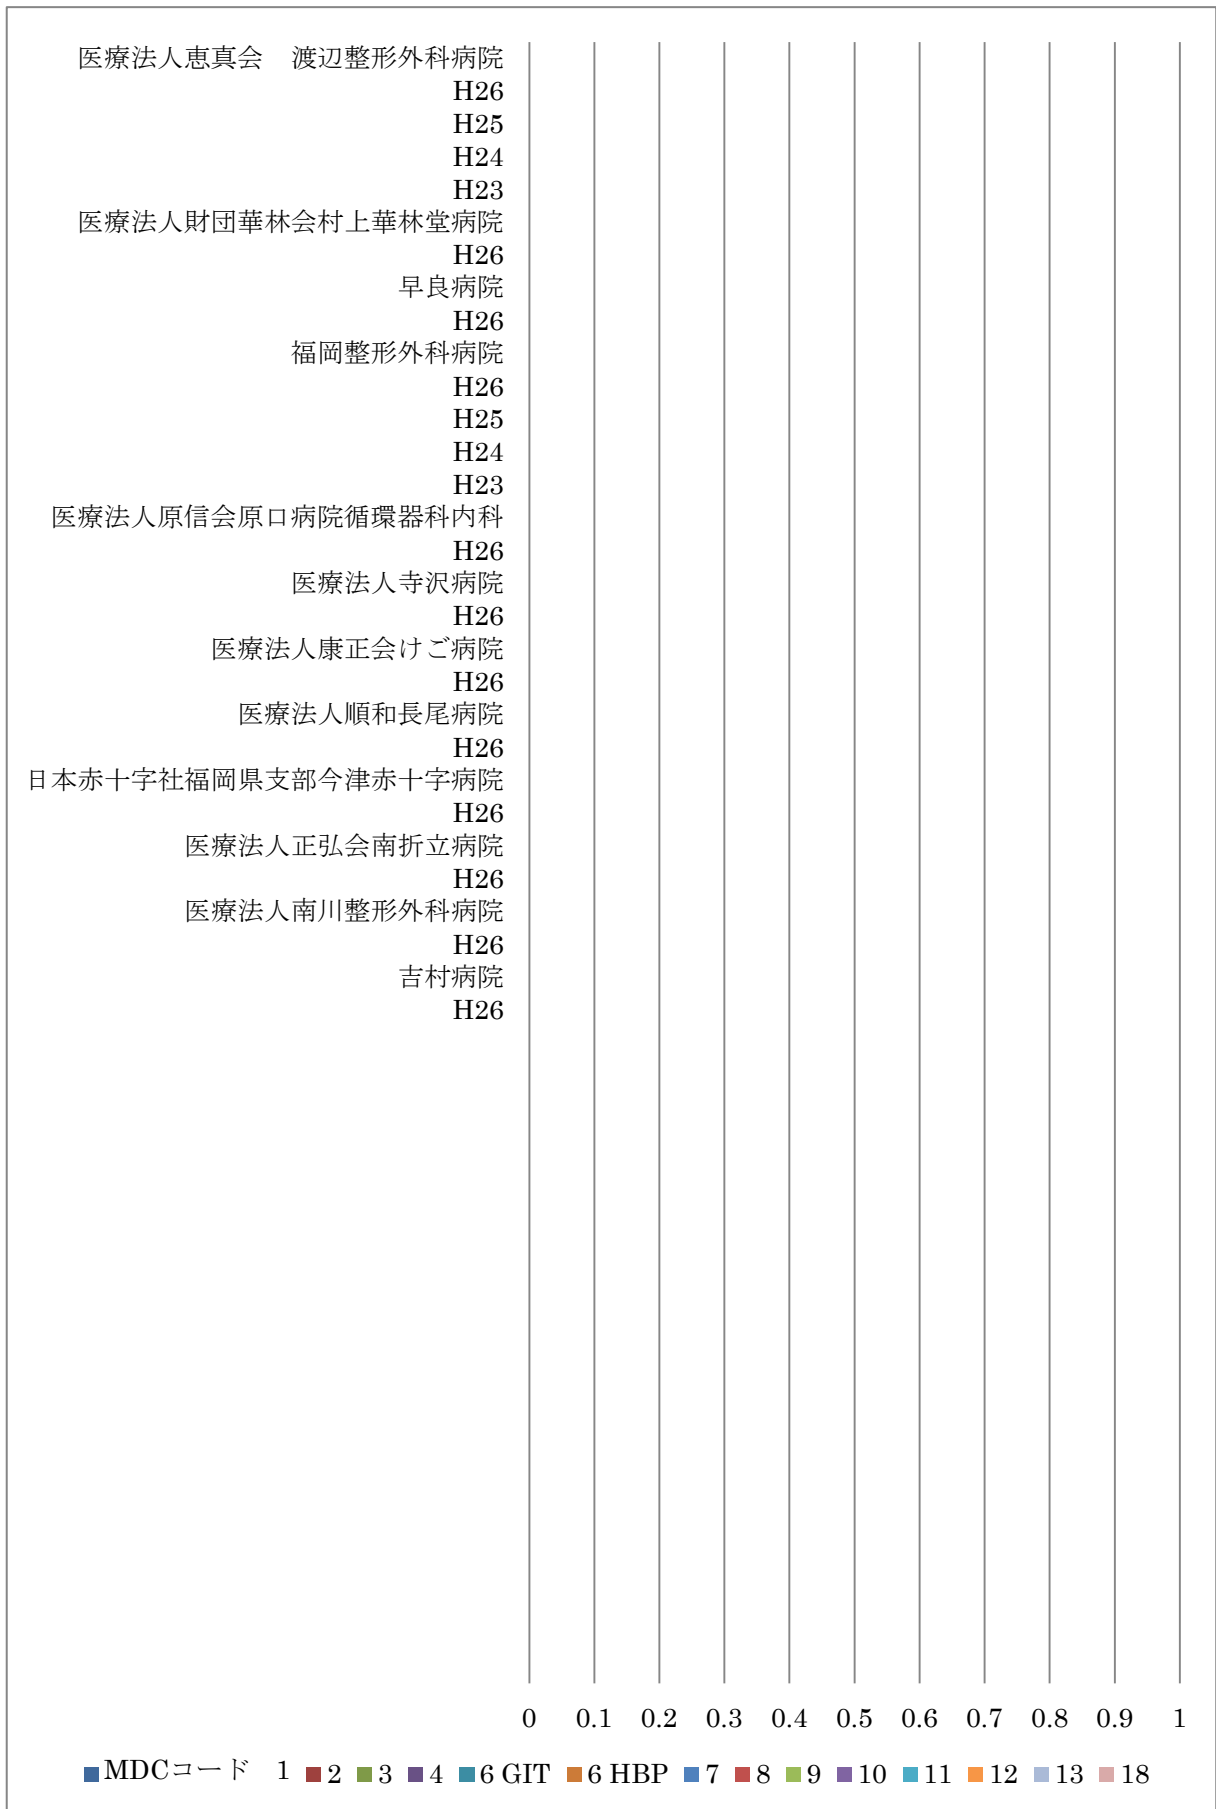 医療法人恵真会　渡辺整形外科病院
H26
H25
H24
H23
医療法人財団華林会村上華林堂病院
H26
早良病院
H26
福岡整形外科病院
H26
H25
H24
H23
医療法人原信会原口病院循環器科内科
H26
医療法人寺沢病院
H26
医療法人康正会けご病院
H26
医療法人順和長尾病院
H26
日本赤十字社福岡県支部今津赤十字病院
H26
医療法人正弘会南折立病院
H26
医療法人南川整形外科病院
H26
吉村病院
H26
0 0.1 0.2 0.3 0.4 0.5 0.6 0.7 0.8 0.9 1
MDCコード　1 2 3 4 6 GIT 6 HBP 7 8 9 10 11 12 13 18